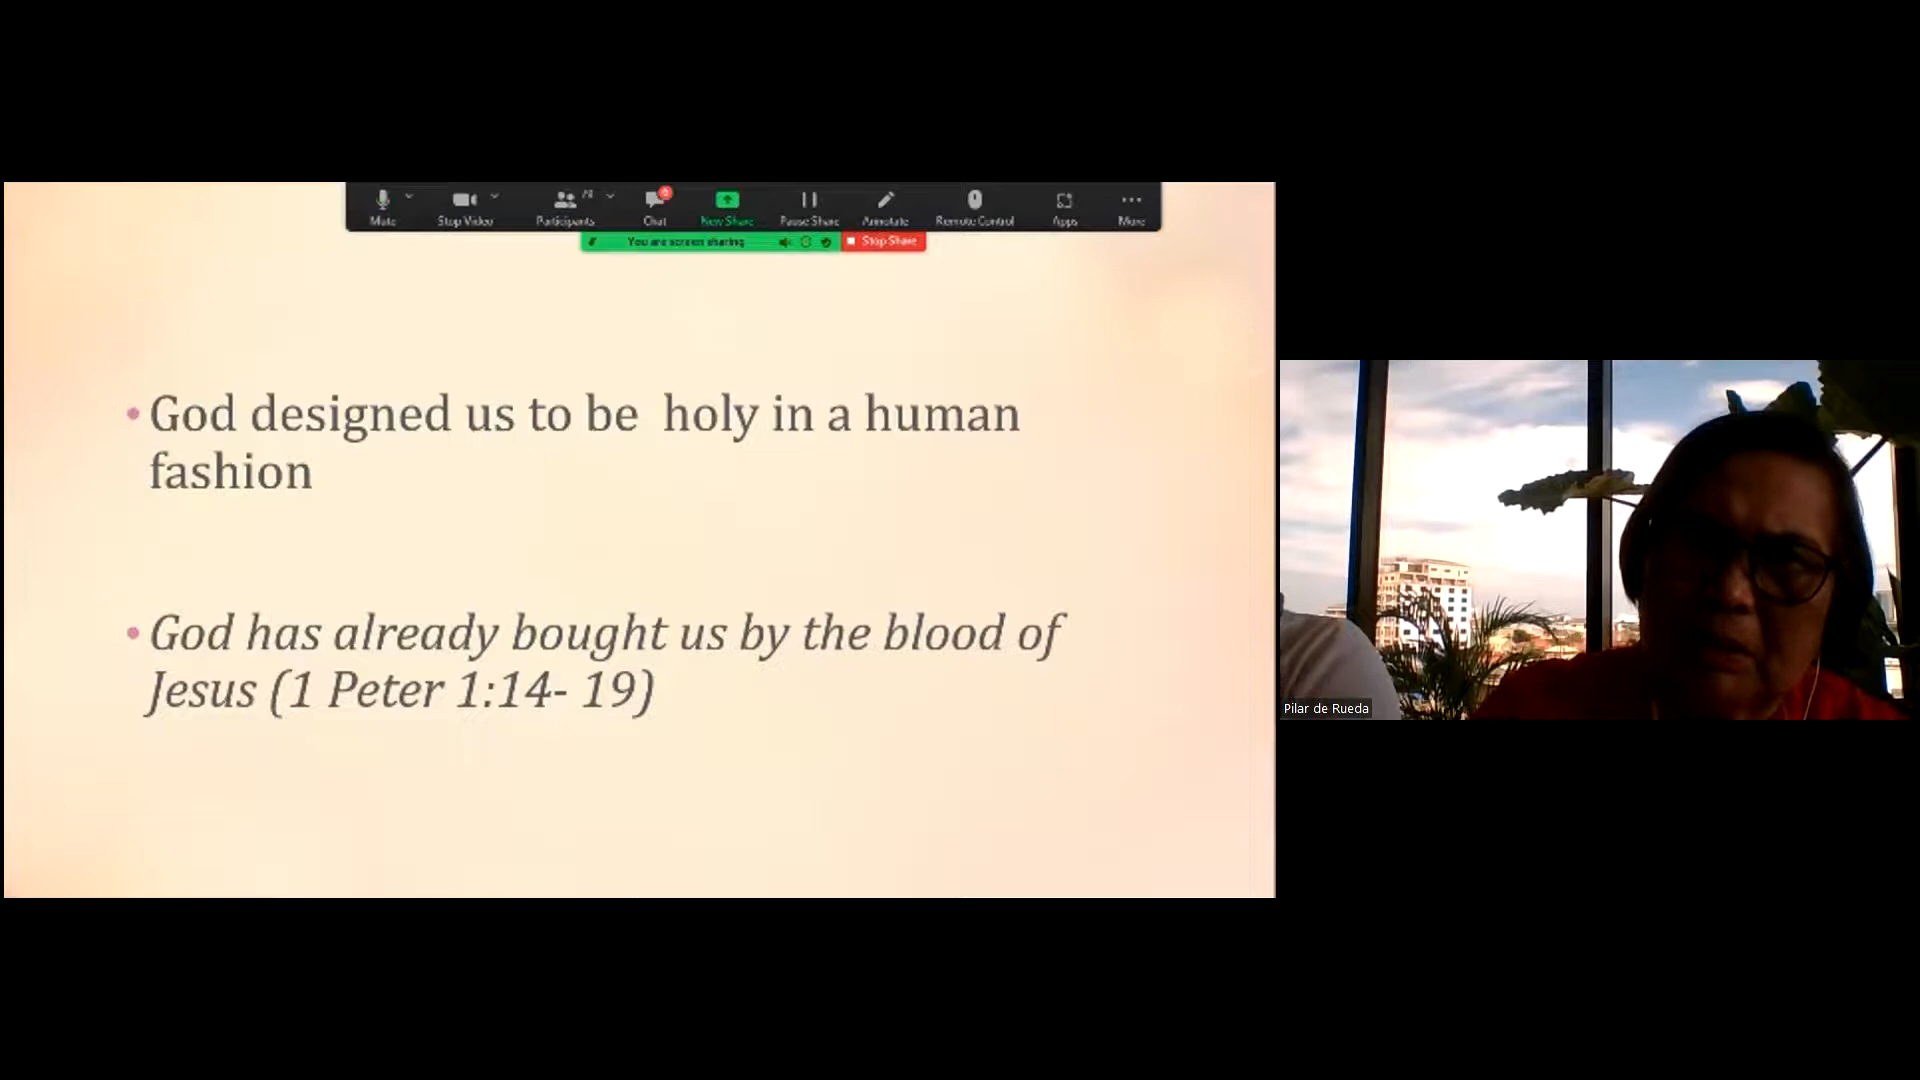 Mute
Stop Video
Participants
Chat
New Share
Pause Share
Annotate
Remote Control
Apps
More
You are screen sharing
Stop Share
• God designed us to be  holy in a human
fashion
• God has already bought us by the blood of
Jesus (1 Peter 1:14- 19)
Pilar de Rueda